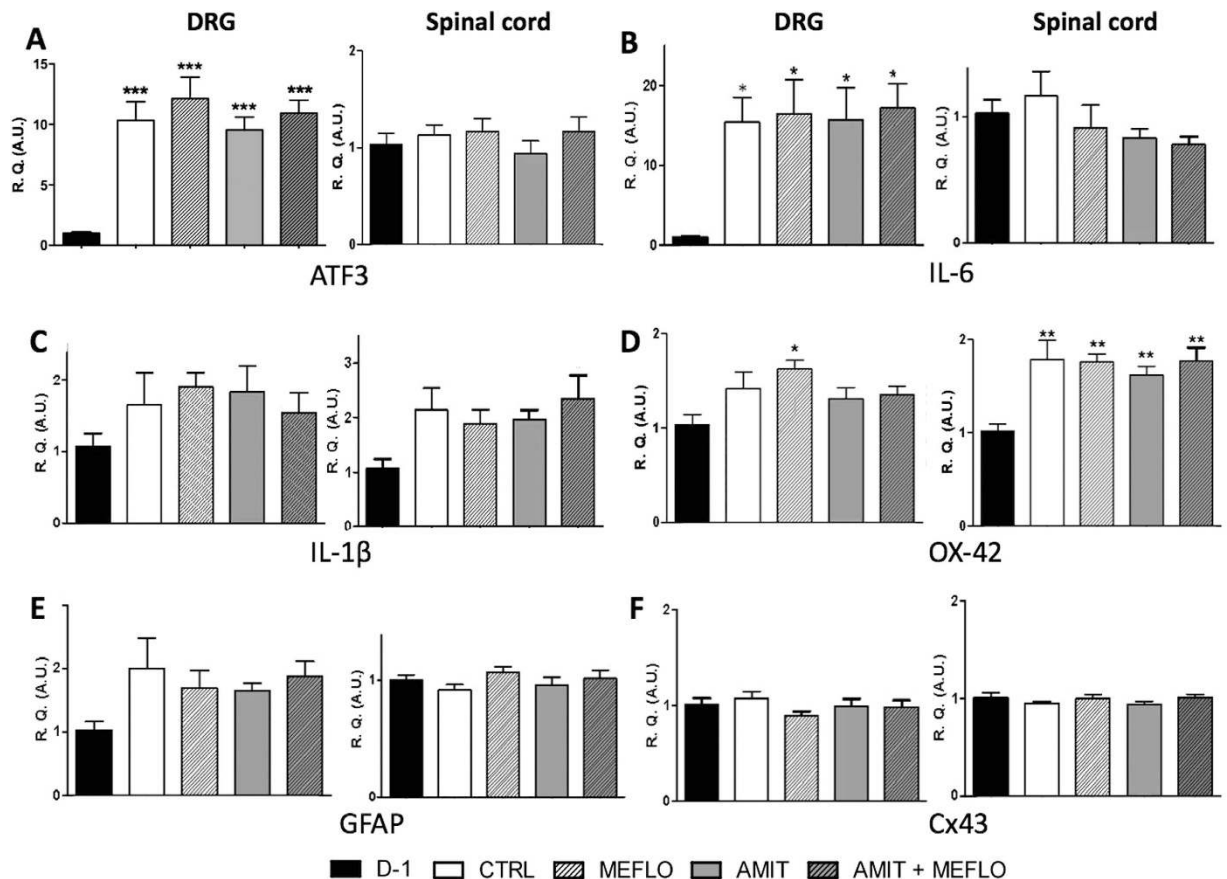 DRG Spinal cord DRG Spinal cord
A B
*** *** *** ***
* * * *
R. Q. (A.U.) R. Q. (A.U.) R. Q. (A.U.) R. Q. (A.U.)
15 10 5 0
2 1 0
20 10 0
1 0
ATF3 IL-6
C D
*
** ** ** **
R. Q. (A.U.) R. Q. (A.U.) R. Q. (A.U.) R. Q. (A.U.)
2 1 0
3 2 1 0
2 1 0
2 1 0
IL-1β OX-42
E F
R. Q. (A.U.) R. Q. (A.U.) R. Q. (A.U.) R. Q. (A.U.)
3 2 1 0
1 0
2 1 0
2 1 0
GFAP Cx43
D-1 CTRL MEFLO AMIT AMIT + MEFLO